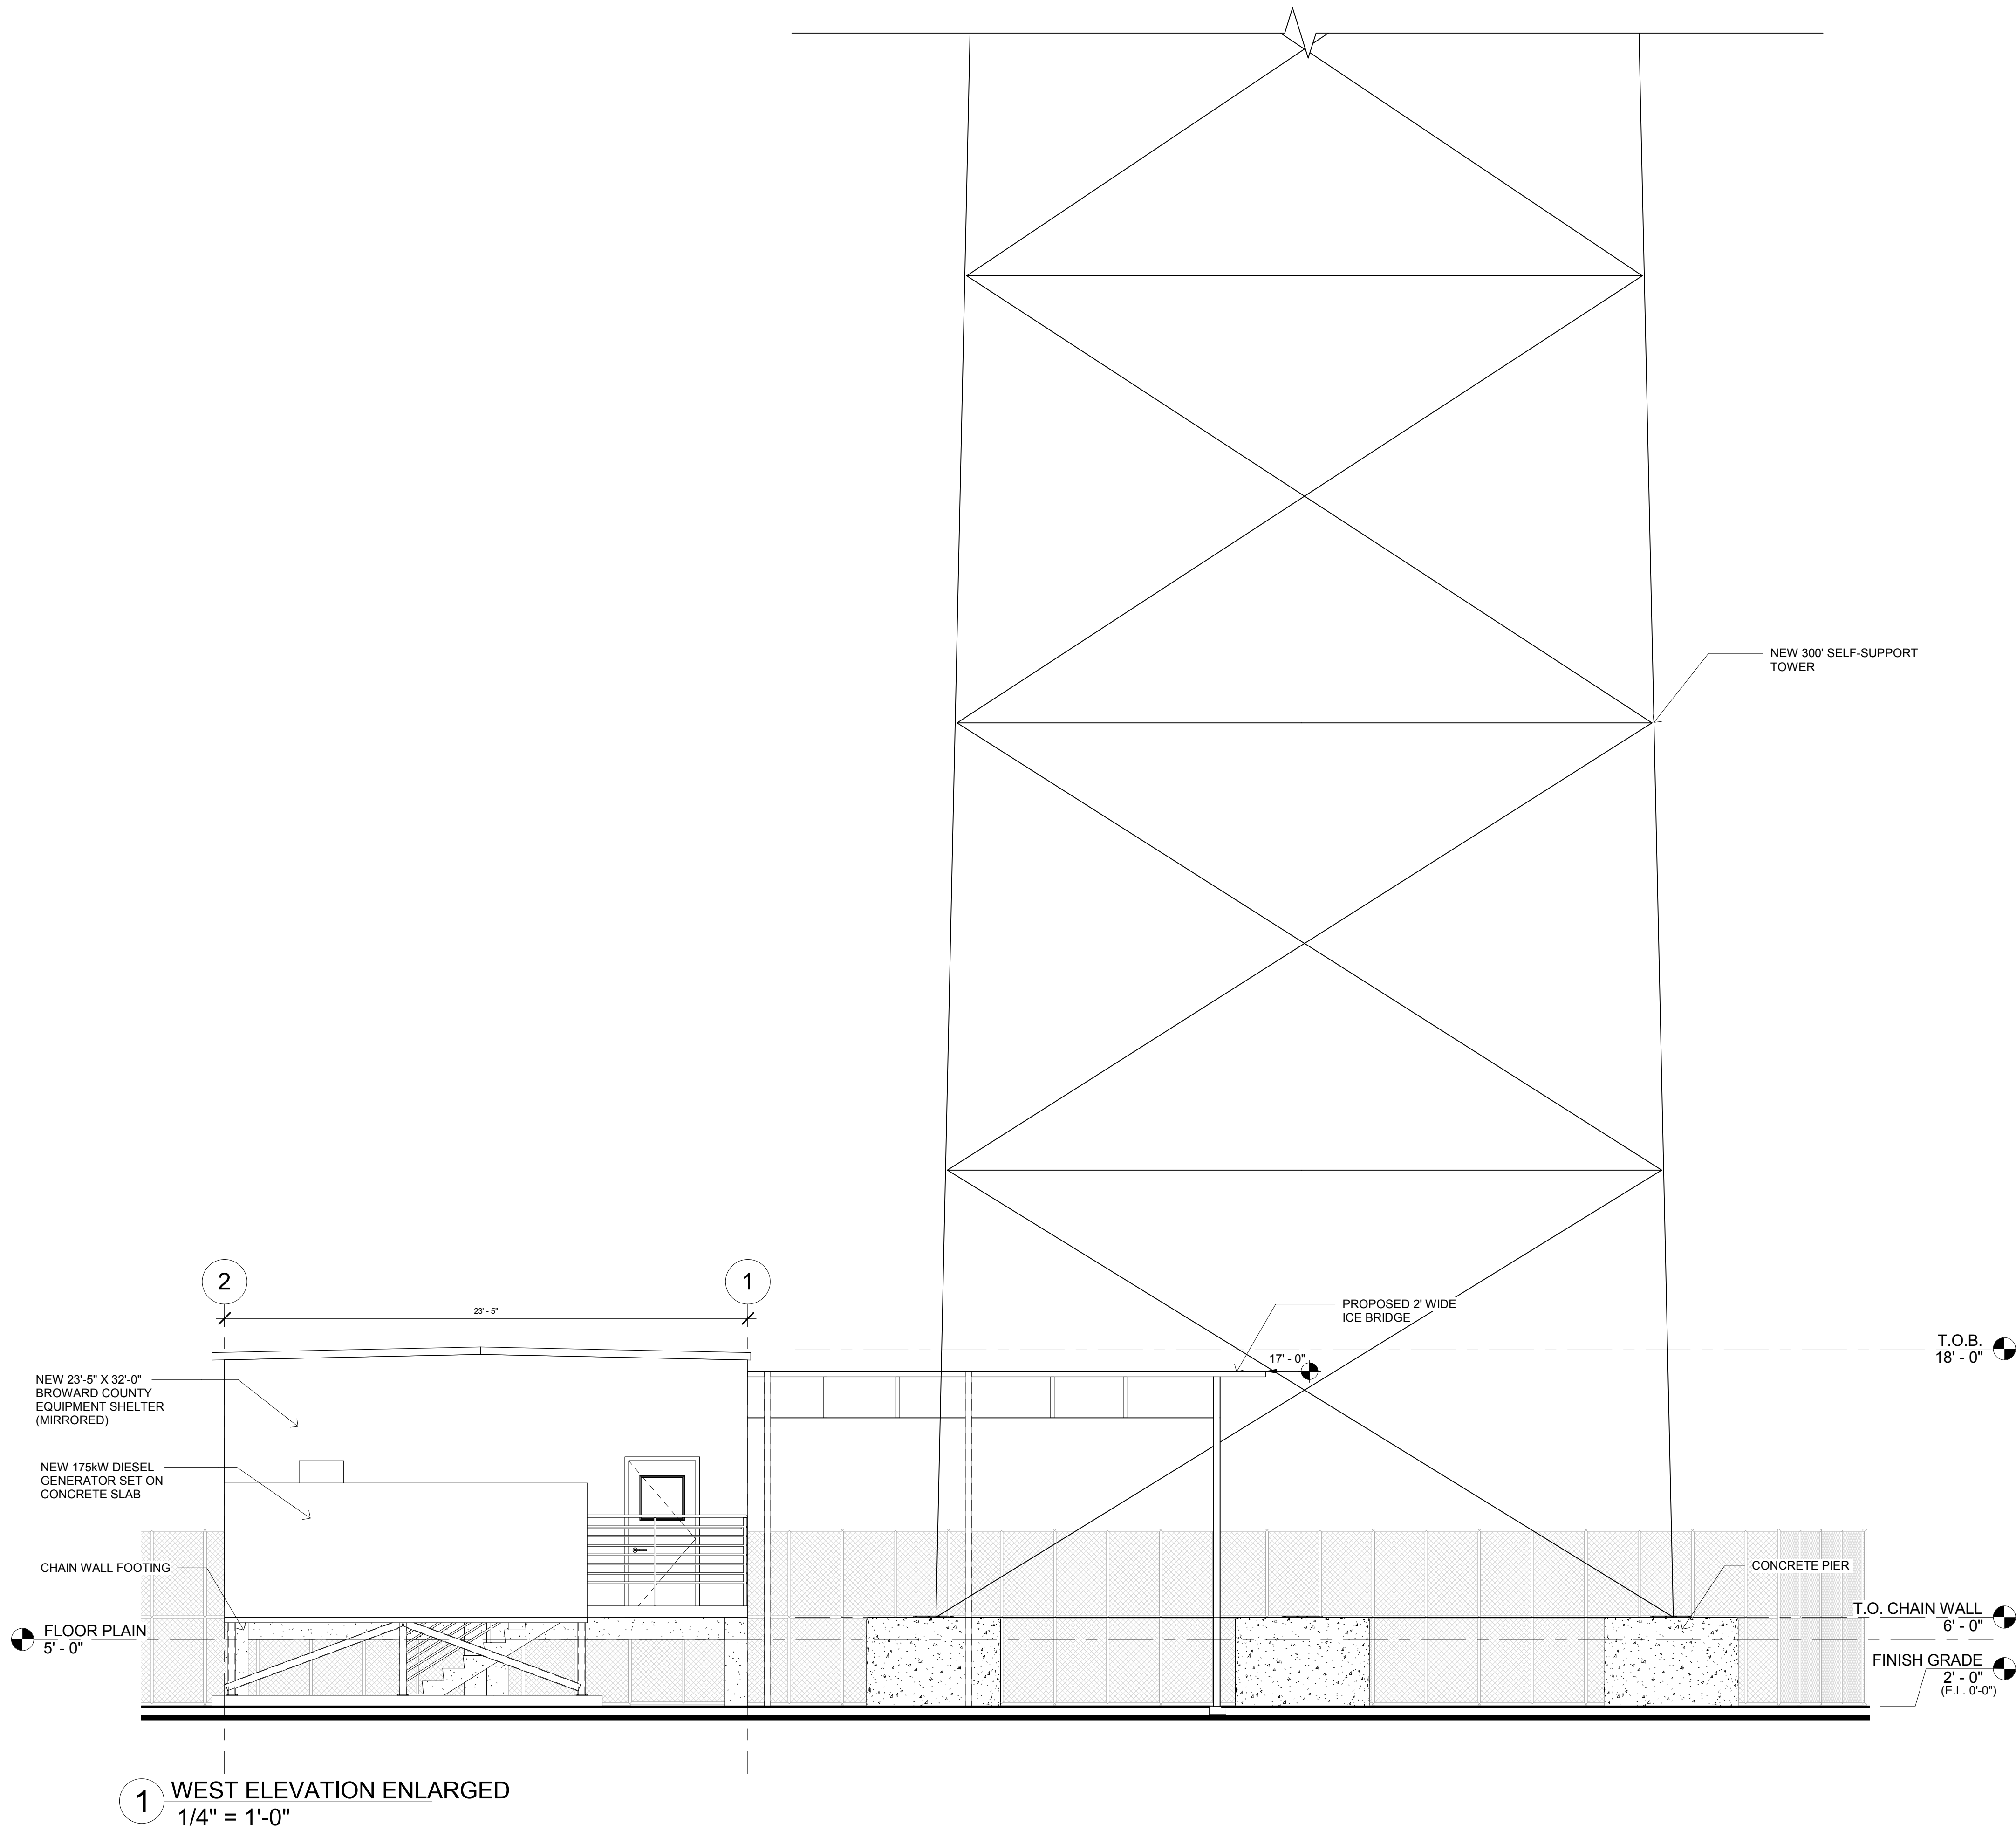 NEW 300' SELF-SUPPORT
TOWER
2
1
23' - 5"
PROPOSED 2' WIDE
ICE BRIDGE
T.O.B.
18' - 0"
17' - 0"
NEW 23'-5" X 32'-0"
BROWARD COUNTY
EQUIPMENT SHELTER
(MIRRORED)
NEW 175kW DIESEL
GENERATOR SET ON
CONCRETE SLAB
CHAIN WALL FOOTING
CONCRETE PIER
T.O. CHAIN WALL
6' - 0"
FLOOR PLAIN
5' - 0"
FINISH GRADE
2' - 0"
(E.L. 0'-0")
1
WEST ELEVATION ENLARGED
1/4" = 1'-0"